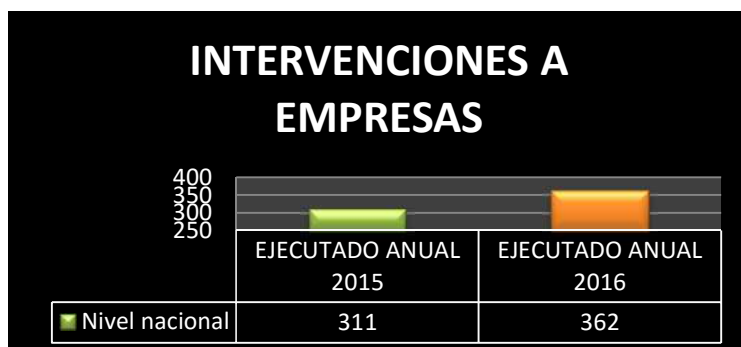 INTERVENCIONES A
EMPRESAS
400
350
300
250
EJECUTADO ANUAL
2015
EJECUTADO ANUAL
2016
Nivel nacional
311
362